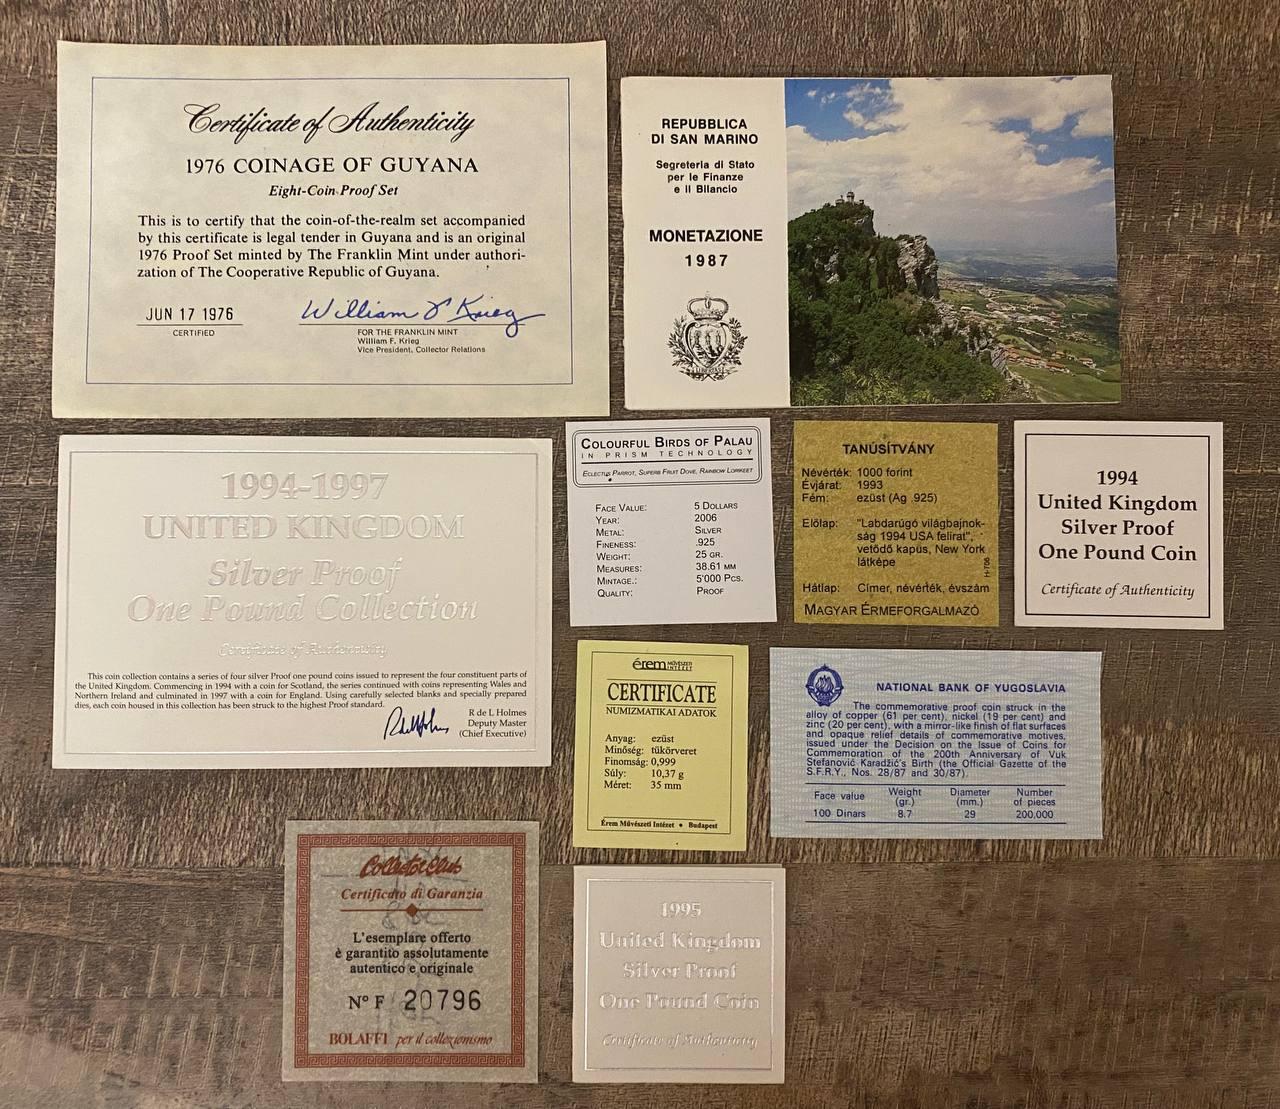 Certificate of Authenticity
1976 COINAGE OF GUYANA
Eight-Coin Proof Set
This is to certify that the coin-of-the-realm set accompanied
by this certificate is legal tender in Guyana and is an original
1976 Proof Set minted by The Franklin Mint under authori-
zation of The Cooperative Republic of Guyana.
JUN 17 1976
CERTIFIED
William F. Krieg
FOR THE FRANKLIN MINT
William F. Krieg
Vice President, Collector Relations
REPUBBLICA
DI SAN MARINO
Segreteria di Stato
per le Finanze
e il Bilancio
MONETAZIONE
1987
LIBERTAS
1994-1997
UNITED KINGDOM
Silver Proof
One Pound Collection
Certificate of Authenticity
This coin collection contains a series of four silver Proof one pound coins issued to represent the four constituent parts of
the United Kingdom. Commencing in 1994 with a coin for Scotland, the series continued with coins representing Wales and
Northern Ireland and culminated in 1997 with a coin for England. Using carefully selected blanks and specially prepared
dies, each coin housed in this collection has been struck to the highest Proof standard.
R de L Holmes
Deputy Master
(Chief Executive)
COLOURFUL BIRDS OF PALAU
IN PRISM TECHNOLOGY
ECLECTUS PARROT, SUPERB FRUIT DOVE, RAINBOW LORIKEET
FACE VALUE: 5 DOLLARS
YEAR: 2006
METAL: SILVER
FINENESS: .925
WEIGHT: 25 GR.
MEASURES: 38.61 MM
MINTAGE.: 5'000 PCS.
QUALITY: PROOF
TANÚSÍTVÁNY
Névérték: 1000 forint
Évjárat: 1993
Fém: ezüst (Ag .925)
Előlap: "Labdarúgó világbajnok-
ság 1994 USA felirat",
vetődő kapus, New York
látképe
Hátlap: Címer, névérték, évszám
MAGYAR ÉRMEFORGALMAZÓ
H-706
1994
United Kingdom
Silver Proof
One Pound Coin
Certificate of Authenticity
érem MŰVÉSZETI
INTÉZET
CERTIFICATE
NUMIZMATIKAI ADATOK
Anyag: ezüst
Minőség: tükörveret
Finomság: 0,999
Súly: 10,37 g
Méret: 35 mm
Érem Művészeti Intézet • Budapest
NATIONAL BANK OF YUGOSLAVIA
The commemorative proof coin struck in the
alloy of copper (61 per cent), nickel (19 per cent) and
zinc (20 per cent), with a mirror-like finish of flat surfaces
and opaque relief details of commemorative motives,
issued under the Decision on the Issue of Coins for
Commemoration of the 200th Anniversary of Vuk
Stefanović Karadžić's Birth (the Official Gazette of the
S.F.R.Y., Nos. 28/87 and 30/87).
Face value Weight (gr.) Diameter (mm.) Number of pieces
100 Dinars 8.7 29 200,000
Collector Club
Certificato di Garanzia
L'esemplare offerto
è garantito assolutamente
autentico e originale
N° F 20796
BOLAFFI per il collezionismo
1995
United Kingdom
Silver Proof
One Pound Coin
Certificate of Authenticity